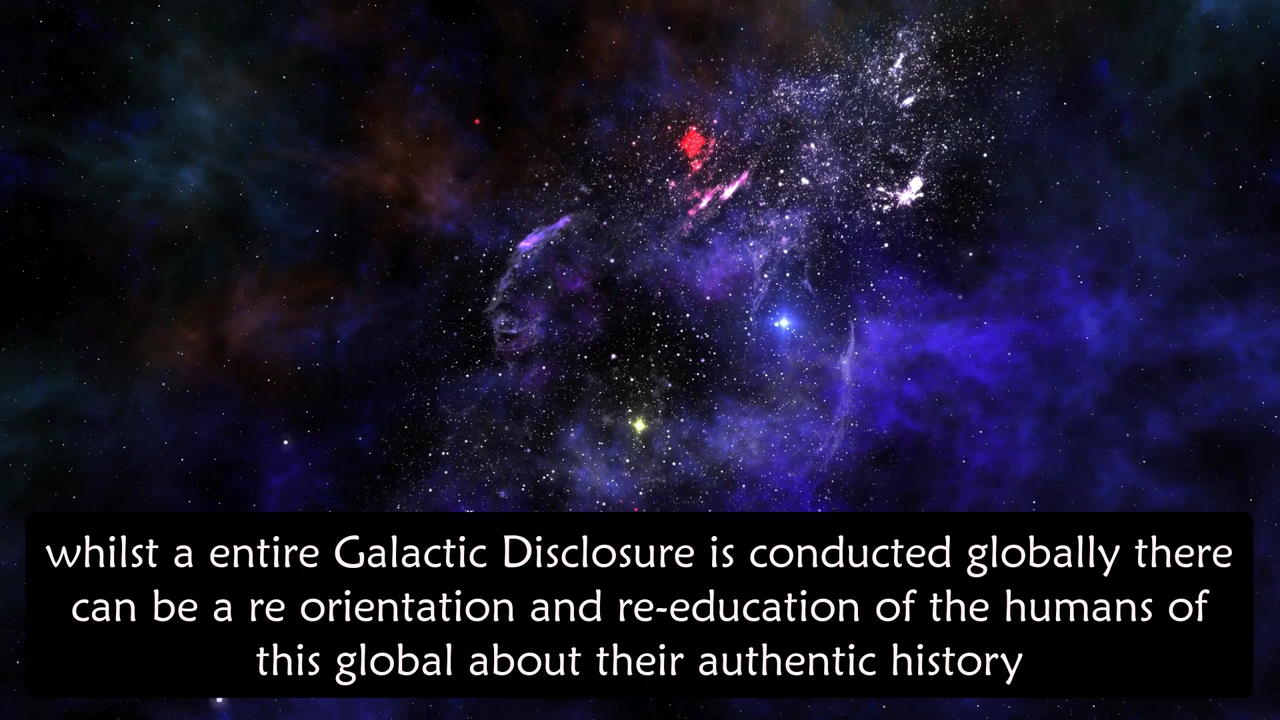 whilst a entire Galactic Disclosure is conducted globally there
can be a re orientation and re-education of the humans of
this global about their authentic history